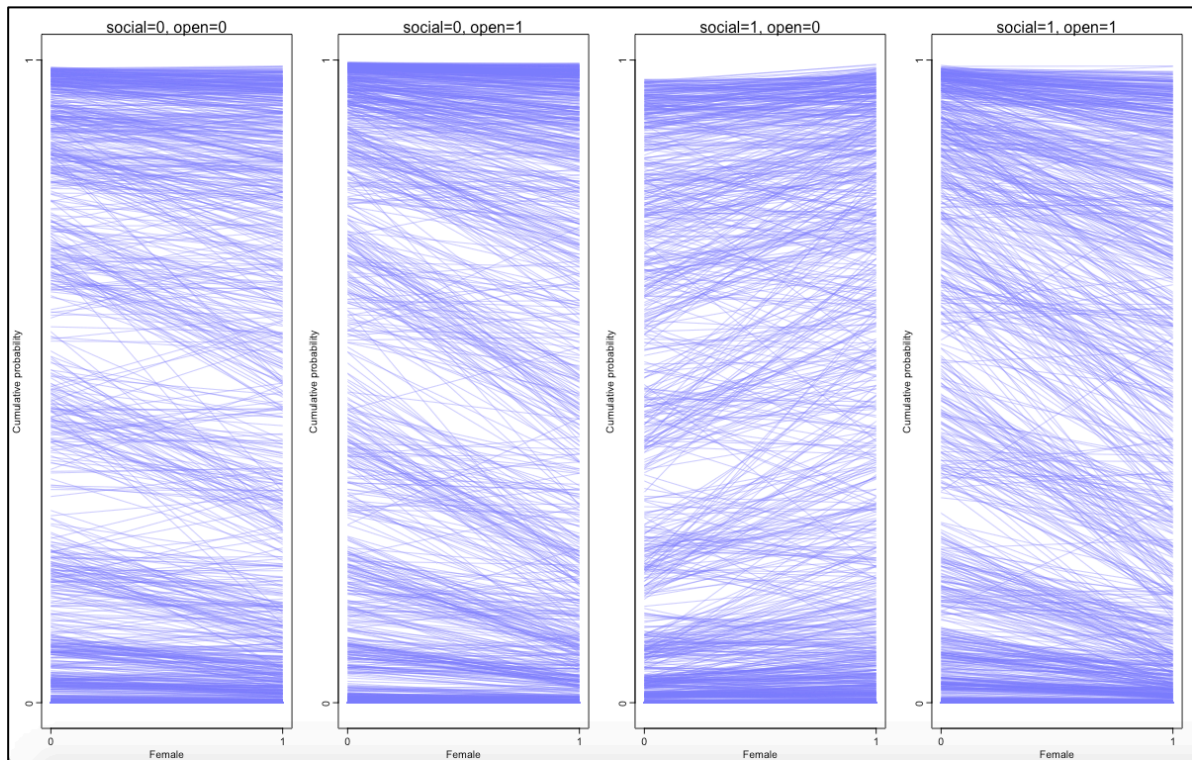 social=0, open=0
1
0
Cumulative probability
0
1
Female
social=0, open=1
1
0
Cumulative probability
0
1
Female
social=1, open=0
1
0
Cumulative probability
0
1
Female
social=1, open=1
1
0
Cumulative probability
0
1
Female